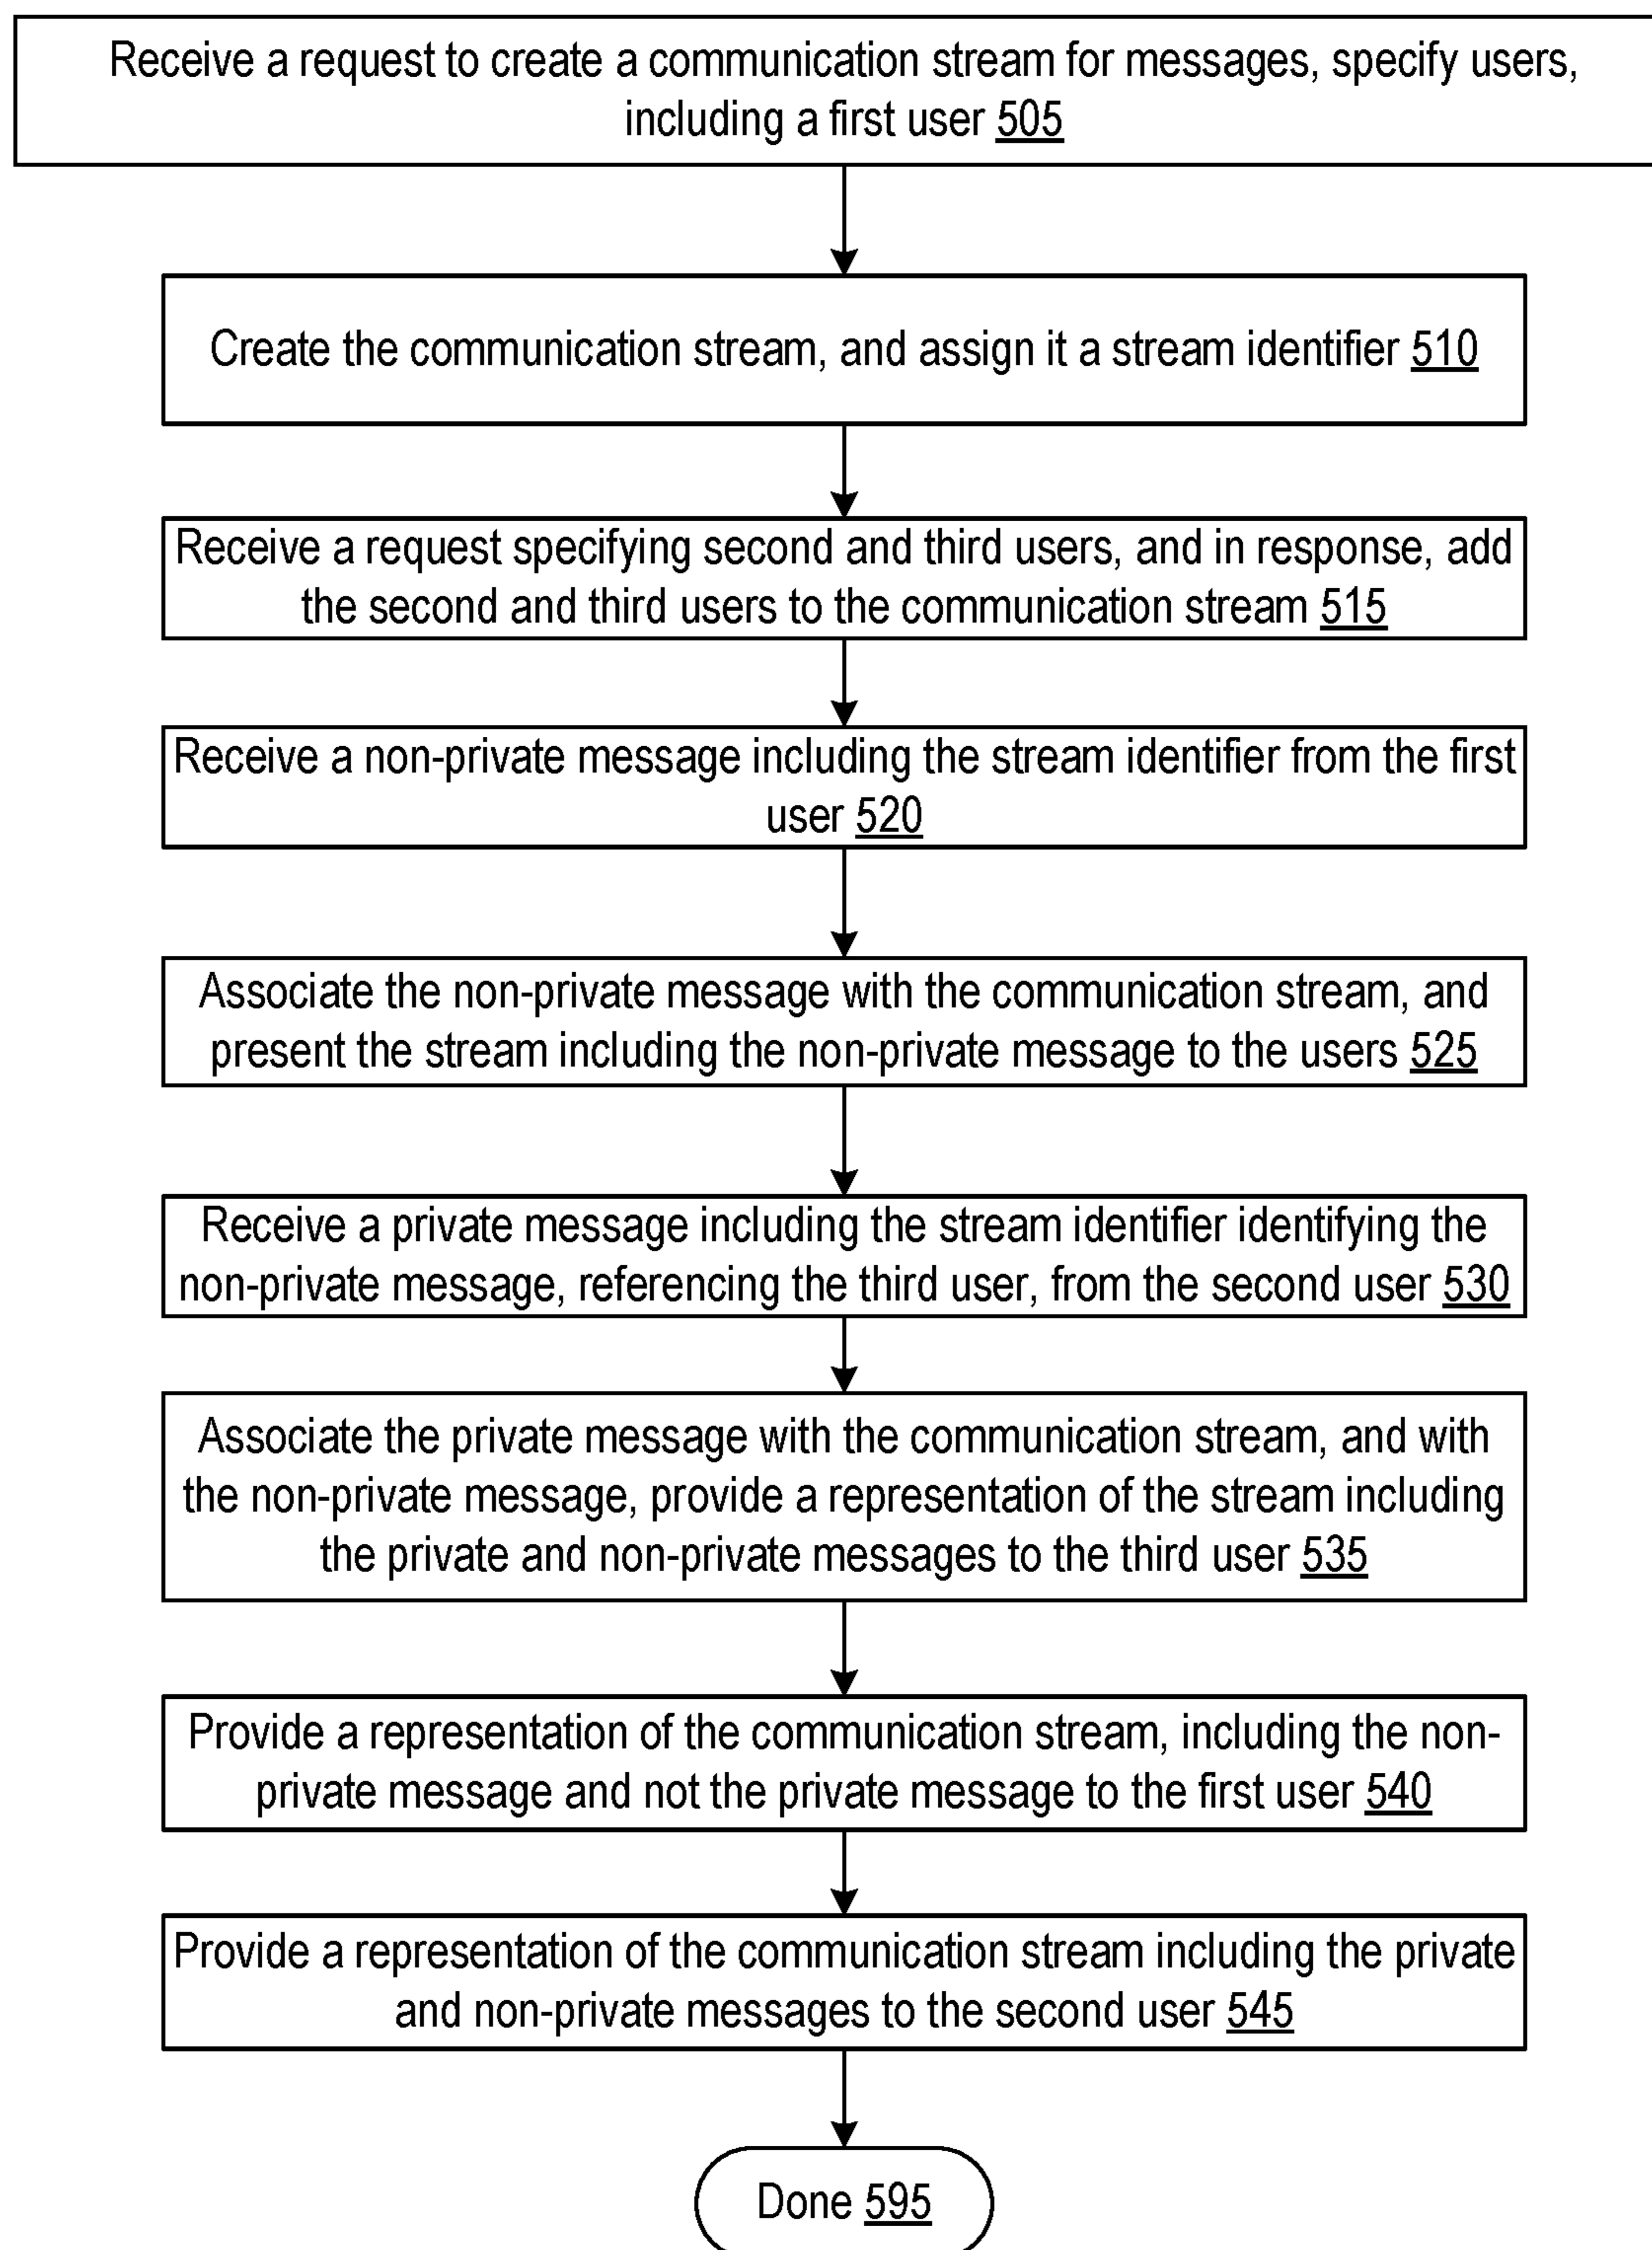 Receive a request to create a communication stream for messages, specify users,
including a first user 505
Create the communication stream, and assign it a stream identifier 510
Receive a request specifying second and third users, and in response, add
the second and third users to the communication stream 515
Receive a non-private message including the stream identifier from the first
user 520
Associate the non-private message with the communication stream, and
present the stream including the non-private message to the users 525
Receive a private message including the stream identifier identifying the
non-private message, referencing the third user, from the second user 530
Associate the private message with the communication stream, and with
the non-private message, provide a representation of the stream including
the private and non-private messages to the third user 535
Provide a representation of the communication stream, including the non-
private message and not the private message to the first user 540
Provide a representation of the communication stream including the private
and non-private messages to the second user 545
Done 595